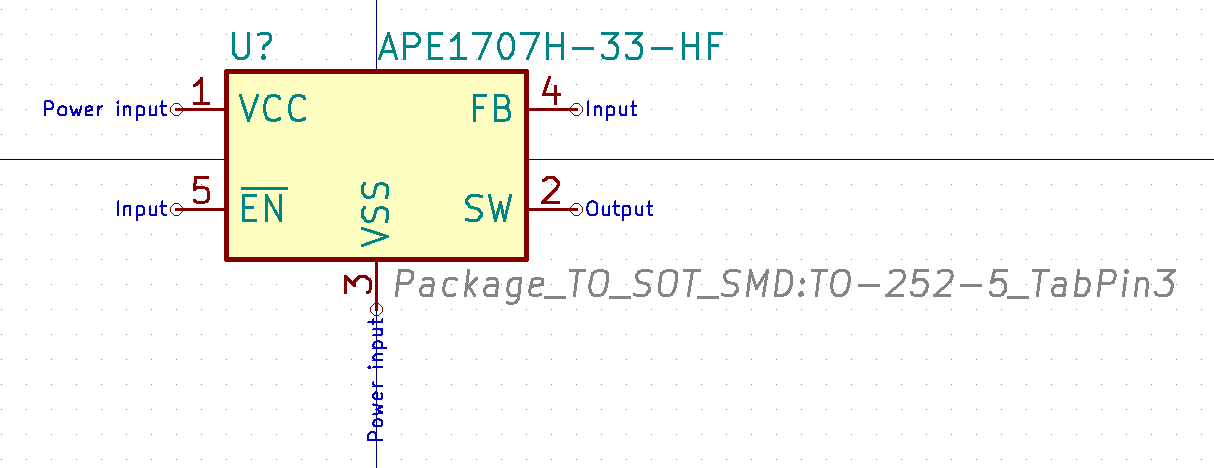 U? APE1707H-33-HF
Power input 1 VCC FB 4 Input
Input 5 EN VSS SW 2 Output
3 Package_TO_SOT_SMD:TO-252-5_TabPin3
Power input